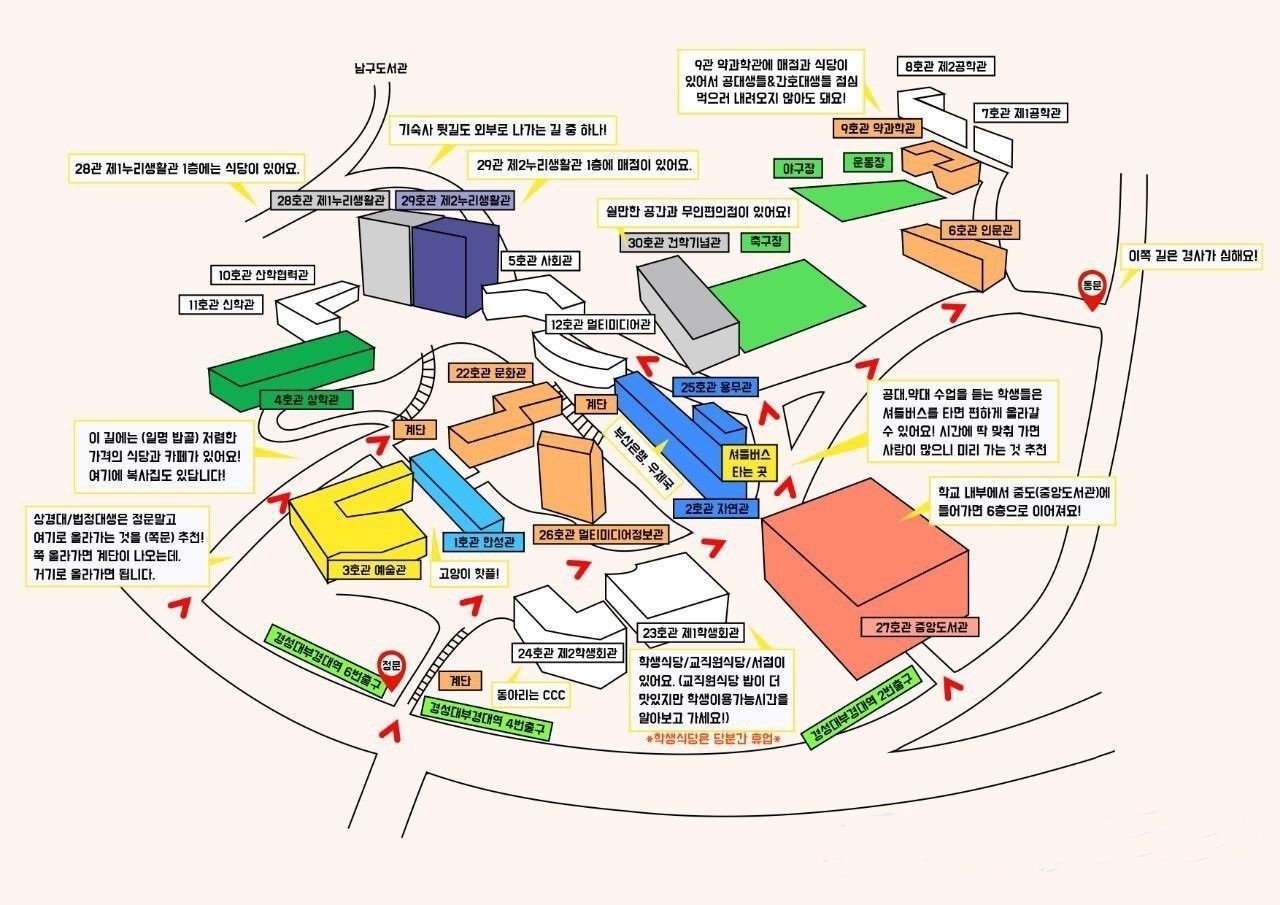 남구도서관
9관 약과학관에 매점과 식당이
있어서 공대생들&간호대생들 점심
먹으러 내려오지 않아도 돼요!
8호관 제2공학관
7호관 제1공학관
9호관 약과학관
기숙사 뒷길도 외부로 나가는 길 중 하나!
28관 제1누리생활관 1층에는 식당이 있어요.
29관 제2누리생활관 1층에 매점이 있어요.
야구장
운동장
28호관 제1누리생활관
29호관 제2누리생활관
쉴만한 공간과 무인편의점이 있어요!
30호관 건학기념관
축구장
6호관 인문관
이쪽 길은 경사가 심해요!
동문
5호관 사회관
10호관 산학협력관
11호관 신학관
12호관 멀티미디어관
22호관 문화관
25호관 용무관
4호관 상학관
계단
계단
공대,약대 수업을 듣는 학생들은
셔틀버스를 타면 편하게 올라갈
수 있어요! 시간에 딱 맞춰 가면
사람이 많으니 미리 가는 것 추천
이 길에는 (일명 밥골) 저렴한
가격의 식당과 카페가 있어요!
여기에 복사집도 있답니다!
부산은행, 우체국
셔틀버스
타는 곳
2호관 자연관
학교 내부에서 중도(중앙도서관)에
들어가면 6층으로 이어져요!
상경대/법정대생은 정문말고
여기로 올라가는 것을 (쪽문) 추천!
쭉 올라가면 계단이 나오는데,
거기로 올라가면 됩니다.
1호관 한성관
26호관 멀티미디어정보관
3호관 예술관
고양이 핫플!
27호관 중앙도서관
23호관 제1학생회관
24호관 제2학생회관
경성대부경대역 6번출구
정문
계단
동아리는 CCC
경성대부경대역 4번출구
학생식당/교직원식당/서점이
있어요. (교직원식당 밥이 더
맛있지만 학생이용가능시간을
알아보고 가세요!)
*학생식당은 당분간 휴업*
경성대부경대역 2번출구